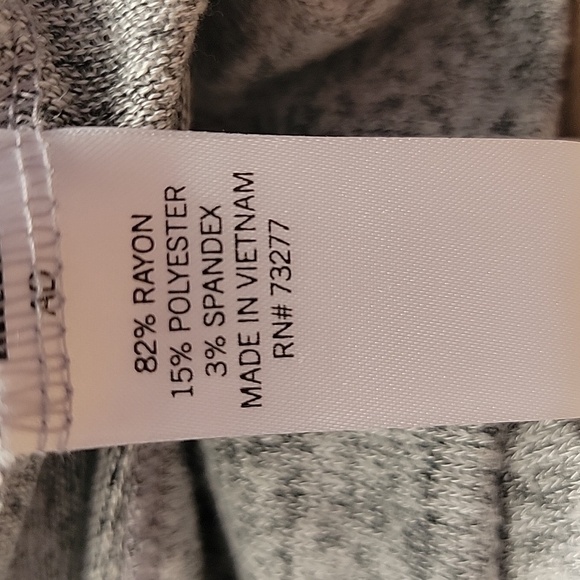 82% RAYON
15% POLYESTER
3% SPANDEX
MADE IN VIETNAM
RN# 73277